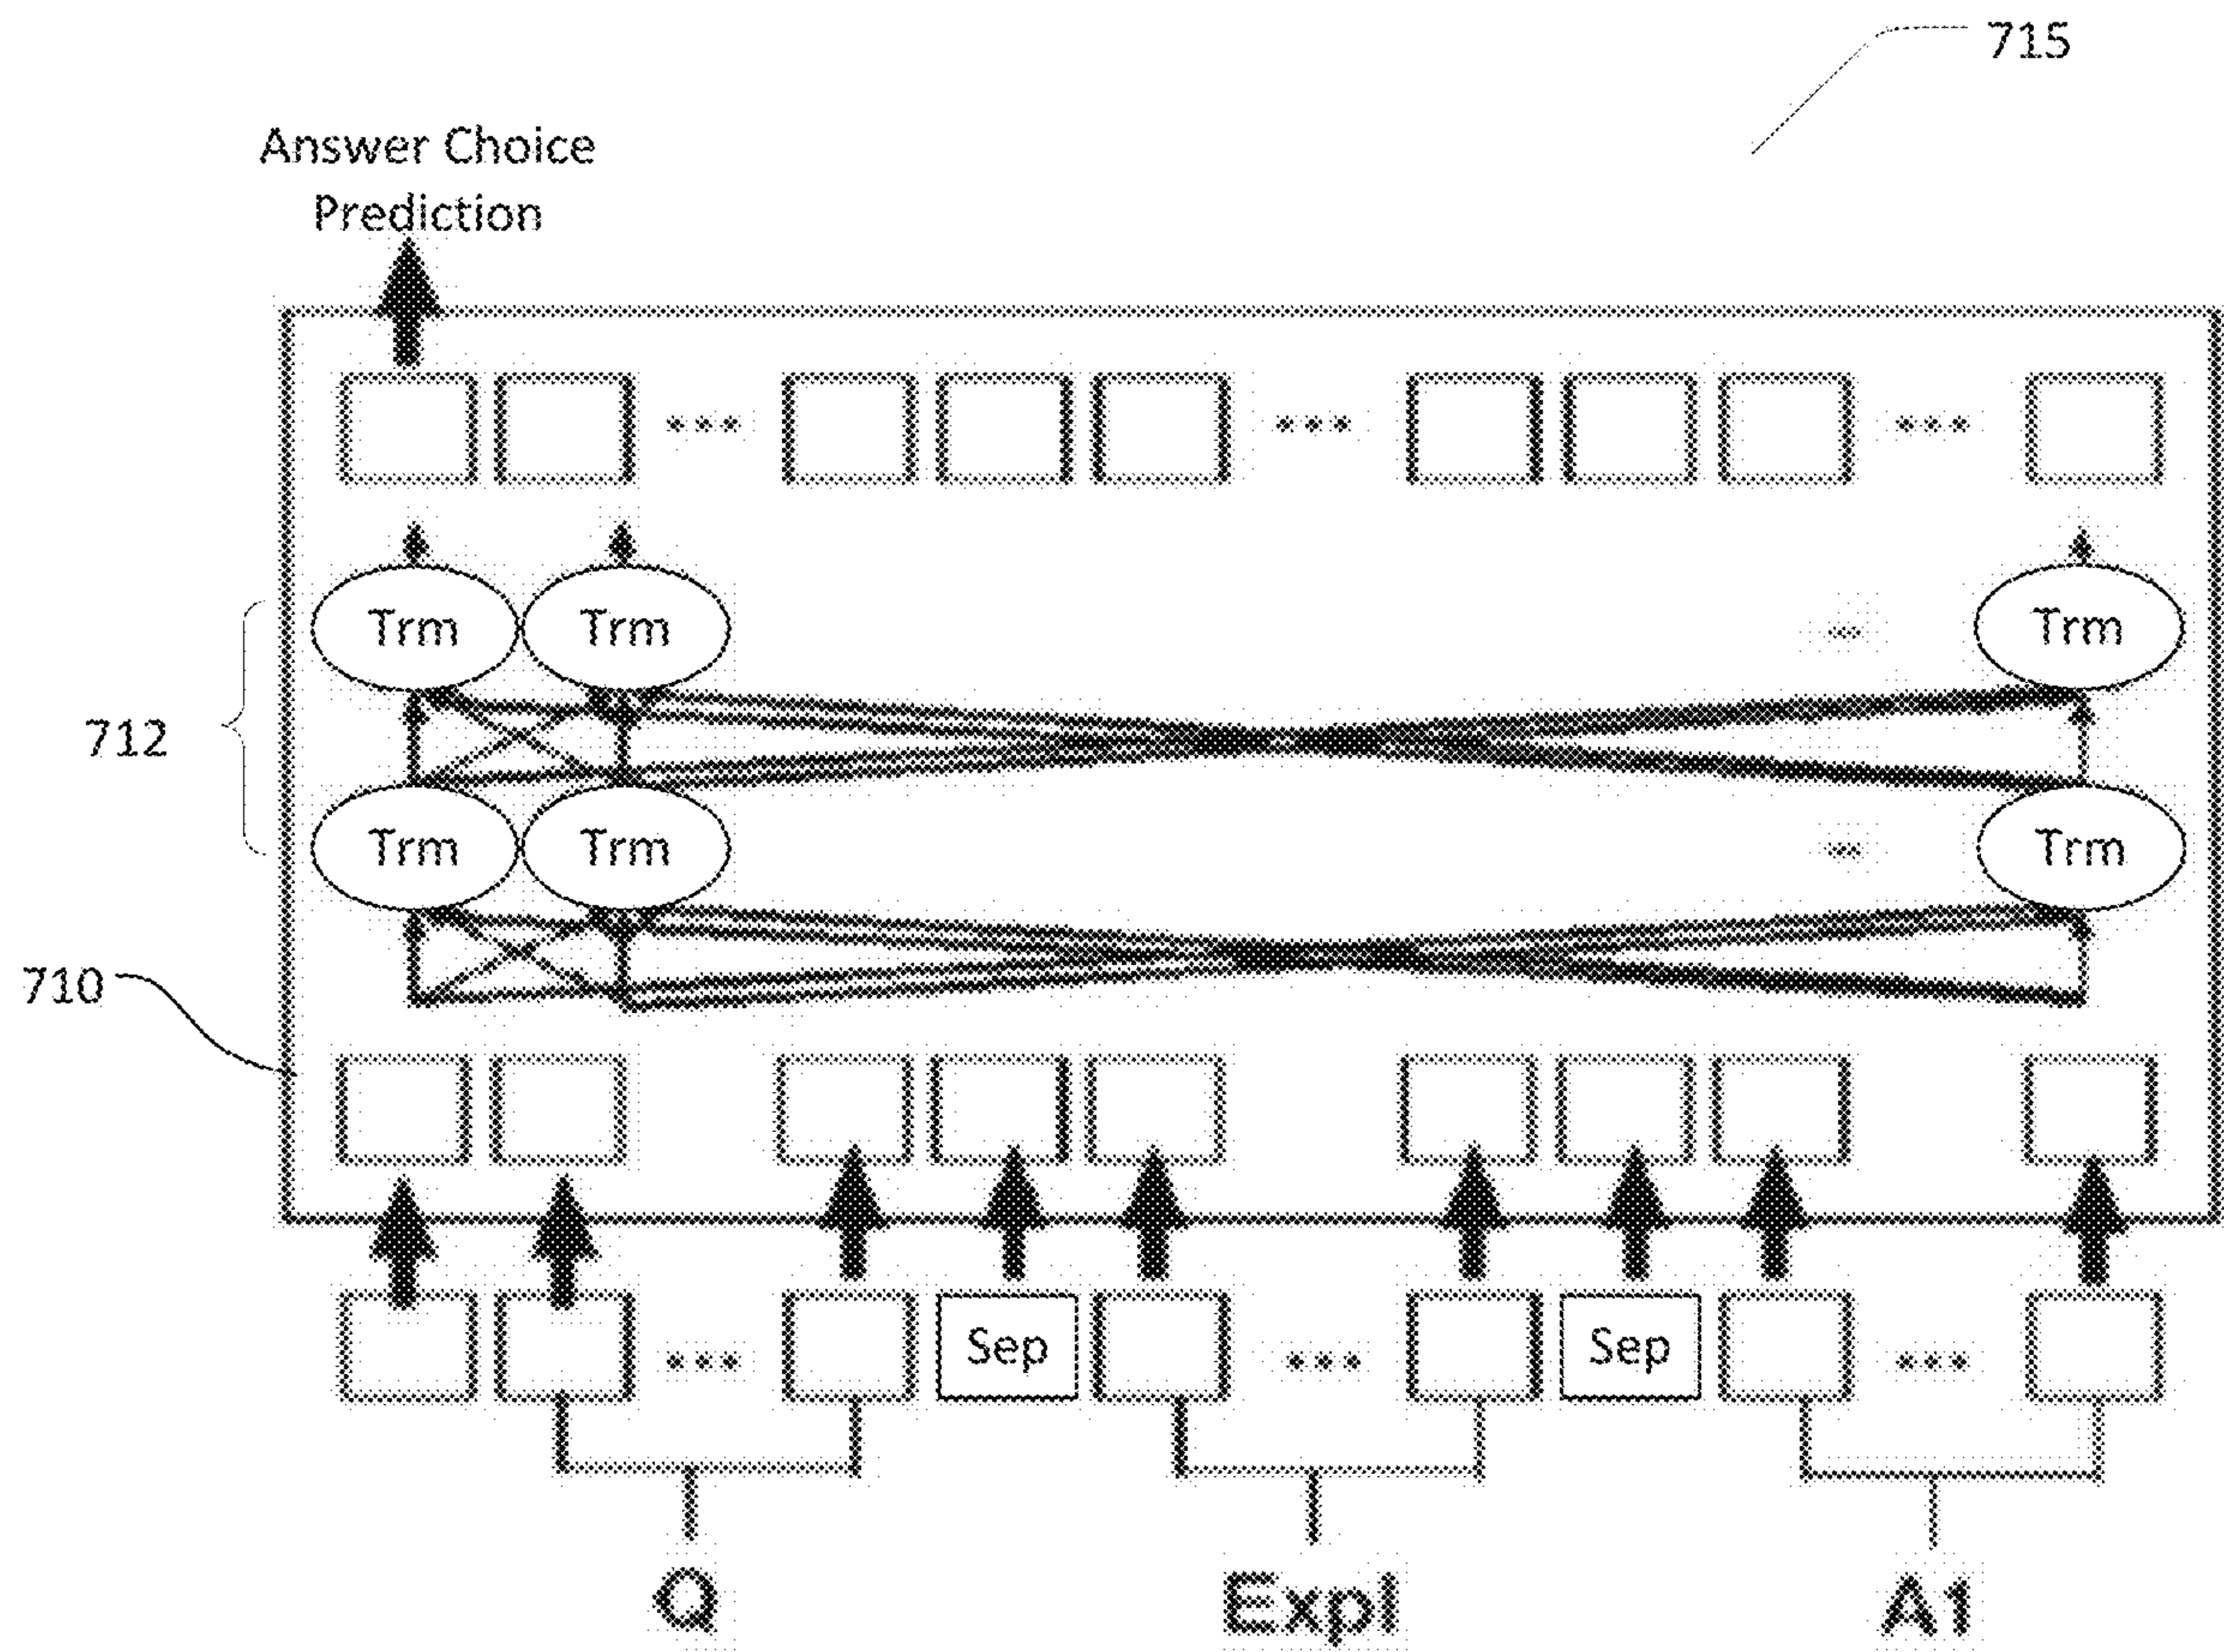 715
Answer Choice
Prediction
...
...
...
Trm Trm ... Trm
712
Trm Trm ... Trm
710
... Sep ... Sep ...
Q Expl A1